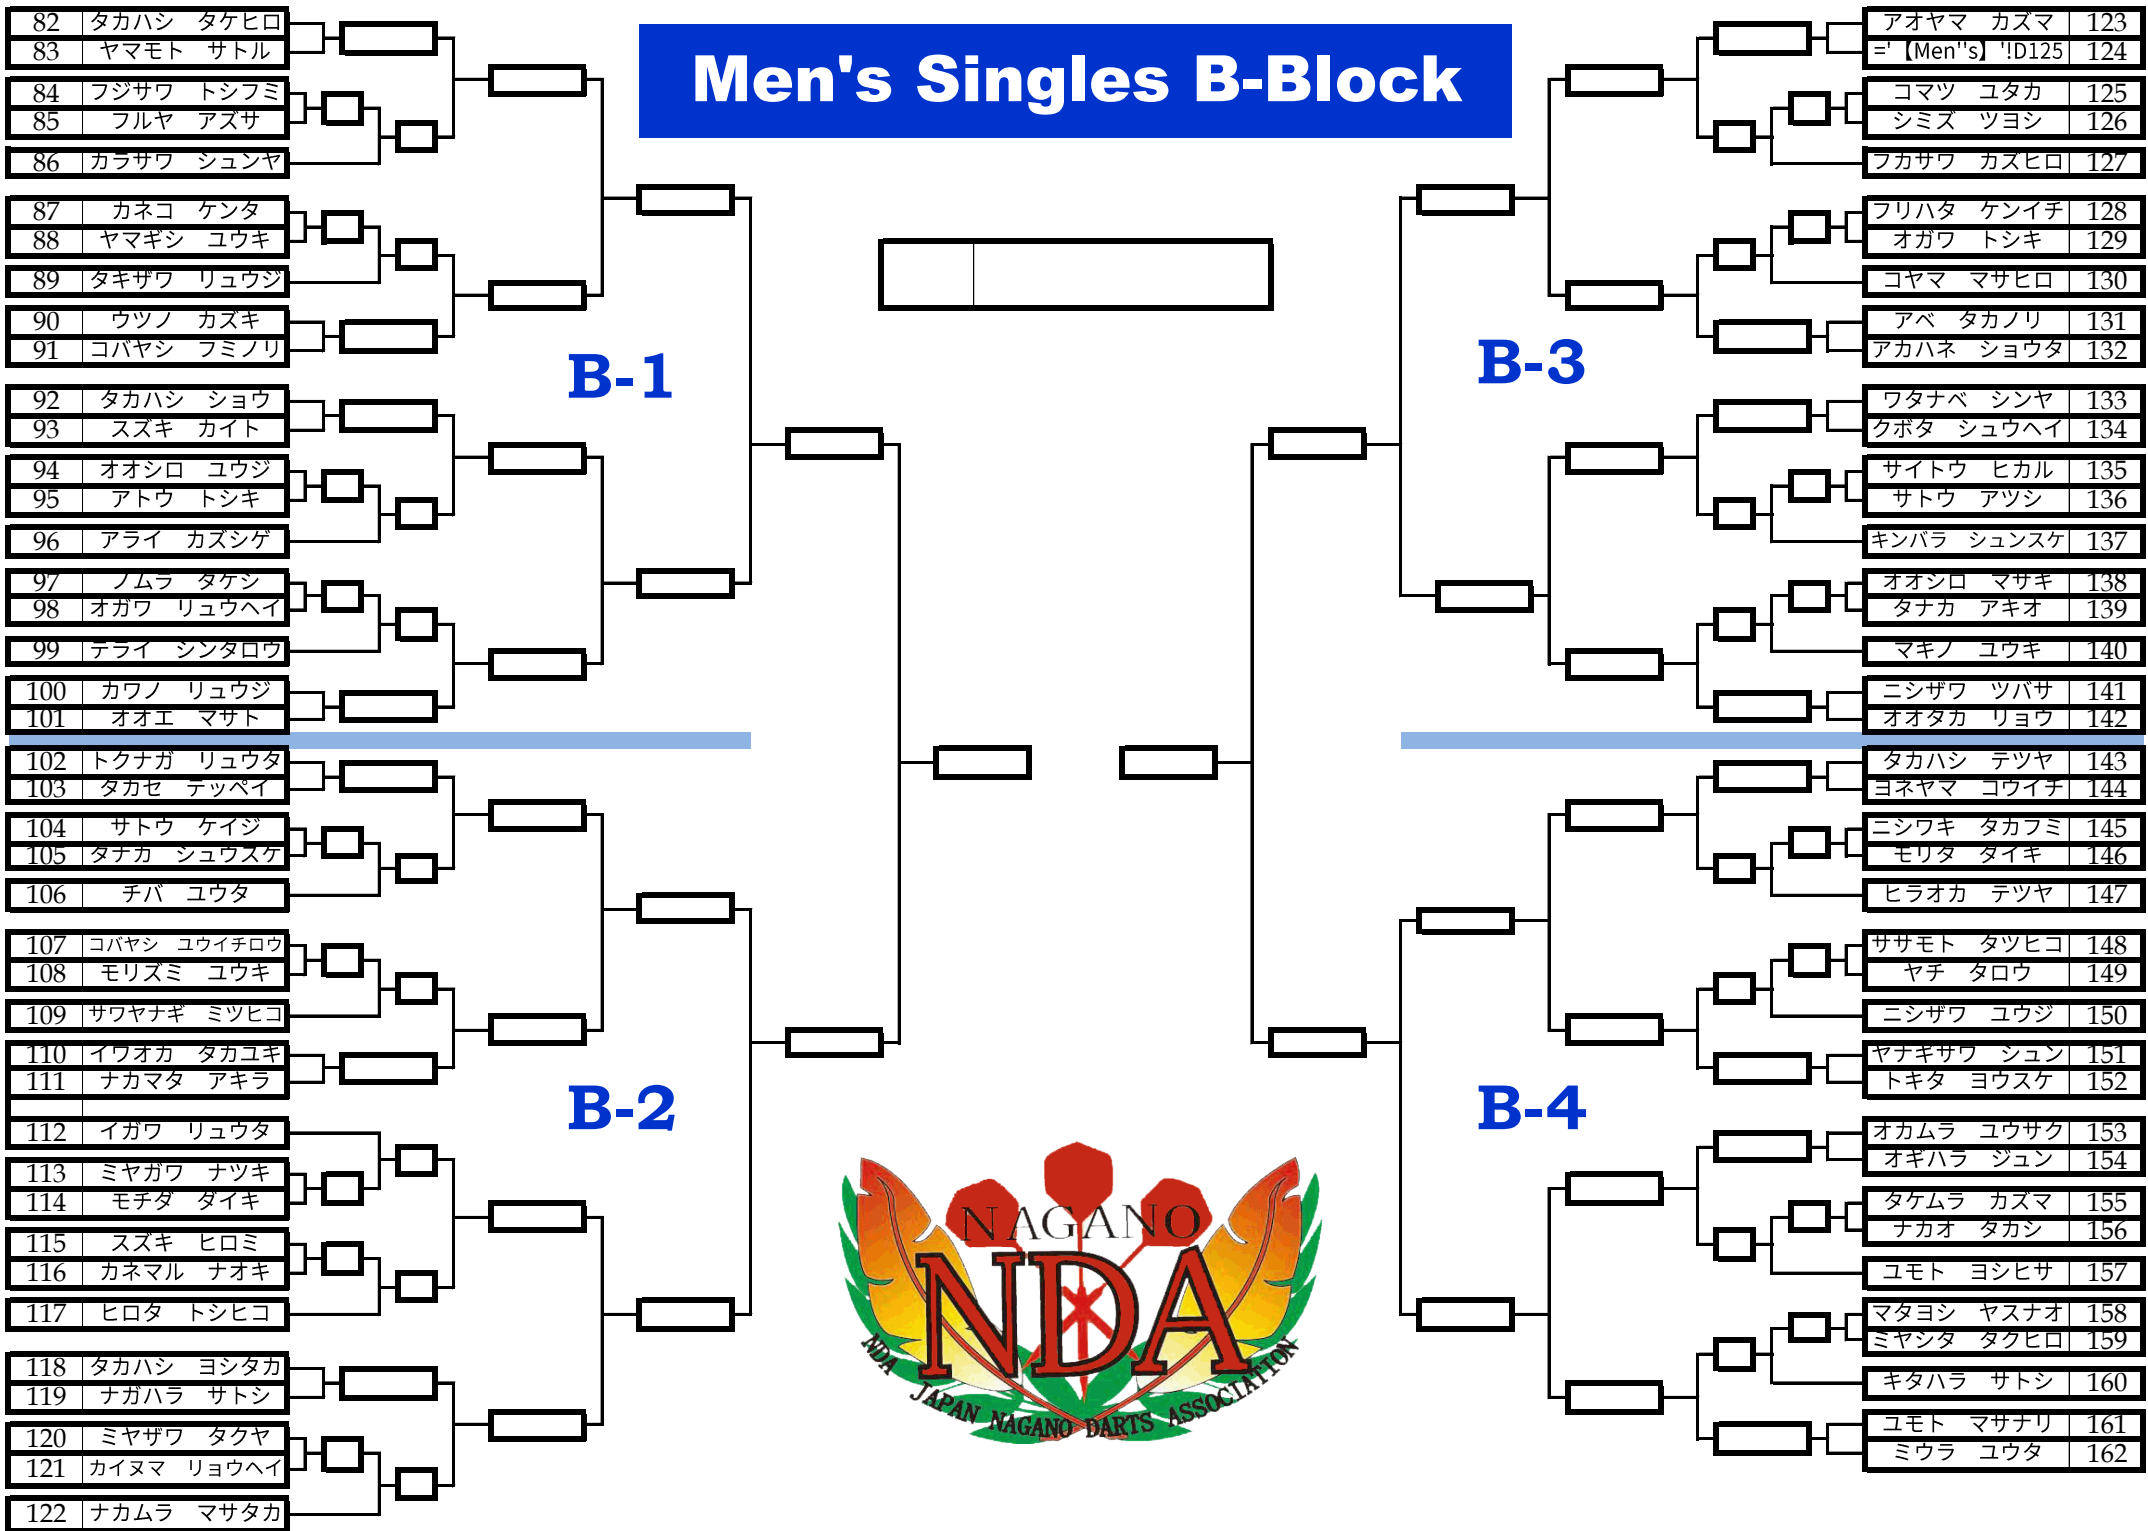 Men's Singles B-Block
82 タカハシ　タケヒロ
83 ヤマモト　サトル
84 フジサワ　トシフミ
85 フルヤ　アズサ
86 カラサワ　シュンヤ
87 カネコ　ケンタ
88 ヤマギシ　ユウキ
89 タキザワ　リュウジ
90 ウツノ　カズキ
91 コバヤシ　フミノリ
B-1
92 タカハシ　ショウ
93 スズキ　カイト
94 オオシロ　ユウジ
95 アトウ　トシキ
96 アライ　カズシゲ
97 ノムラ　タケシ
98 オガワ　リュウヘイ
99 テライ　シンタロウ
100 カワノ　リュウジ
101 オオエ　マサト
102 トクナガ　リュウタ
103 タカセ　テッペイ
104 サトウ　ケイジ
105 タナカ　シュウスケ
106 チバ　ユウタ
107 コバヤシ　ユウイチロウ
108 モリズミ　ユウキ
109 サワヤナギ　ミツヒコ
110 イワオカ　タカユキ
111 ナカマタ　アキラ
B-2
112 イガワ　リュウタ
113 ミヤガワ　ナツキ
114 モチダ　ダイキ
115 スズキ　ヒロミ
116 カネマル　ナオキ
117 ヒロタ　トシヒコ
118 タカハシ　ヨシタカ
119 ナガハラ　サトシ
120 ミヤザワ　タクヤ
121 カイヌマ　リョウヘイ
122 ナカムラ　マサタカ
アオヤマ　カズマ 123
='【Men''s】'!D125 124
コマツ　ユタカ 125
シミズ　ツヨシ 126
フカサワ　カズヒロ 127
フリハタ　ケンイチ 128
オガワ　トシキ 129
コヤマ　マサヒロ 130
アベ　タカノリ 131
アカハネ　ショウタ 132
B-3
ワタナベ　シンヤ 133
クボタ　シュウヘイ 134
サイトウ　ヒカル 135
サトウ　アツシ 136
キンバラ　シュンスケ 137
オオシロ　マサキ 138
タナカ　アキオ 139
マキノ　ユウキ 140
ニシザワ　ツバサ 141
オオタカ　リョウ 142
タカハシ　テツヤ 143
ヨネヤマ　コウイチ 144
ニシワキ　タカフミ 145
モリタ　ダイキ 146
ヒラオカ　テツヤ 147
ササモト　タツヒコ 148
ヤチ　タロウ 149
ニシザワ　ユウジ 150
ヤナギサワ　シュン 151
トキタ　ヨウスケ 152
B-4
オカムラ　ユウサク 153
オギハラ　ジュン 154
タケムラ　カズマ 155
ナカオ　タカシ 156
ユモト　ヨシヒサ 157
マタヨシ　ヤスナオ 158
ミヤシタ　タクヒロ 159
キタハラ　サトシ 160
ユモト　マサナリ 161
ミウラ　ユウタ 162
NAGANO
NDA
NDA JAPAN NAGANO DARTS ASSOCIATION